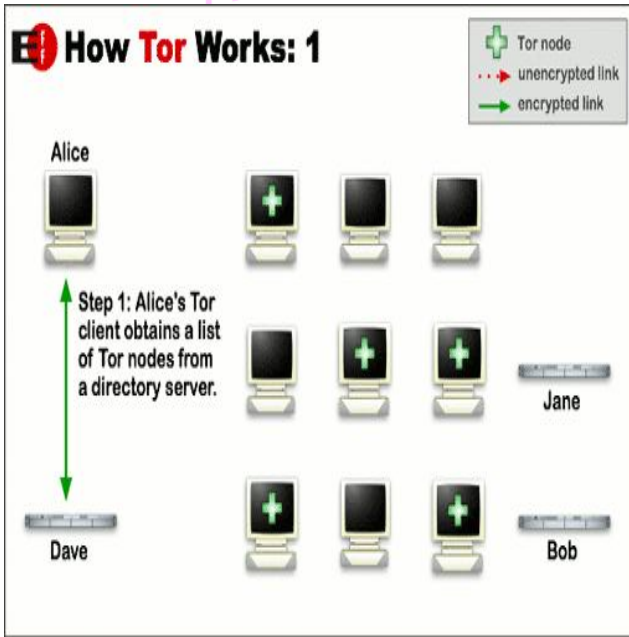 How Tor Works: 1
Tor node
unencrypted link
encrypted link
Alice
Step 1: Alice's Tor
client obtains a list
of Tor nodes from
a directory server.
Jane
Dave
Bob